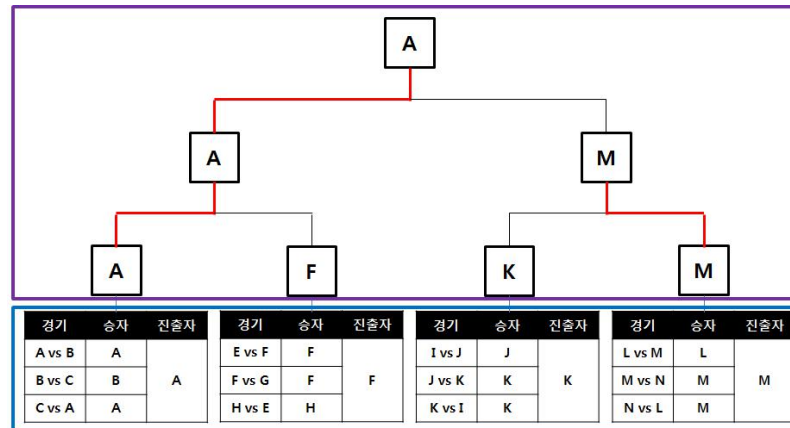 A
A M
A F K M
경기 승자 진출자 경기 승자 진출자 경기 승자 진출자 경기 승자 진출자
A vs B A E vs F F I vs J J L vs M L
B vs C B A F vs G F F J vs K K K M vs N M M
C vs A A H vs E H K vs I K N vs L M